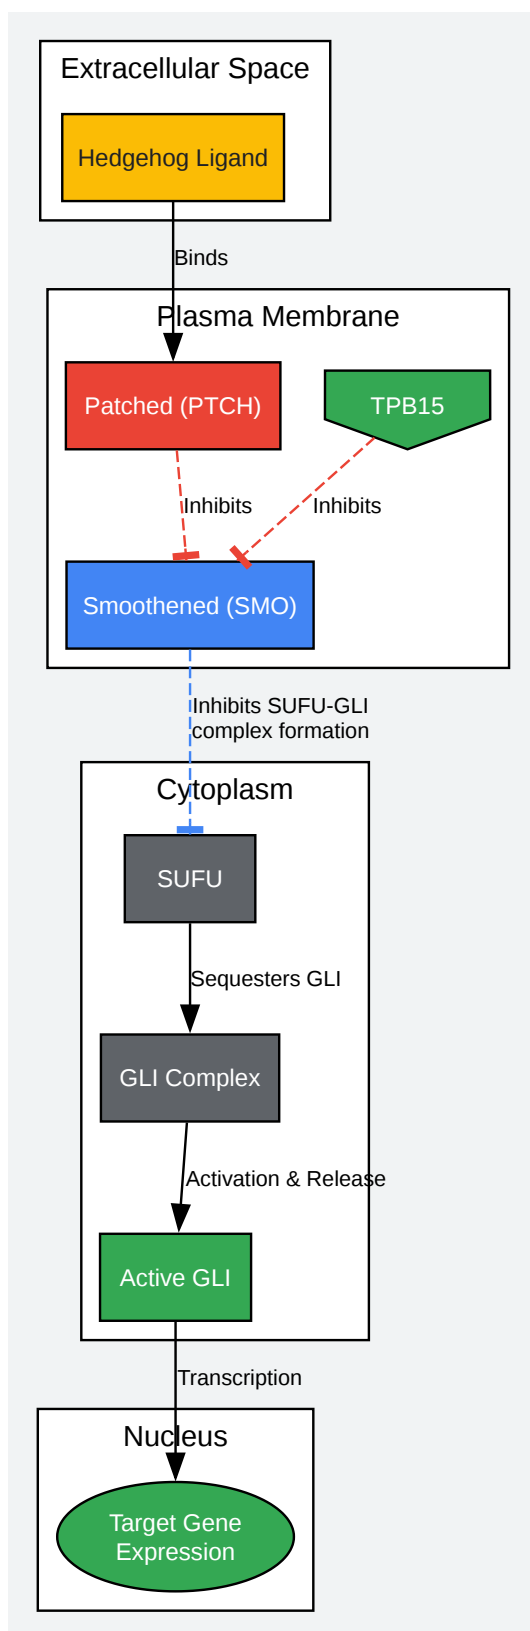 Extracellular Space
Hedgehog Ligand
Binds
Plasma Membrane
Patched (PTCH)
TPB15
Inhibits
Inhibits
Smoothened (SMO)
Inhibits SUFU-GLI
complex formation
Cytoplasm
SUFU
Sequesters GLI
GLI Complex
Activation & Release
Active GLI
Transcription
Nucleus
Target Gene
Expression